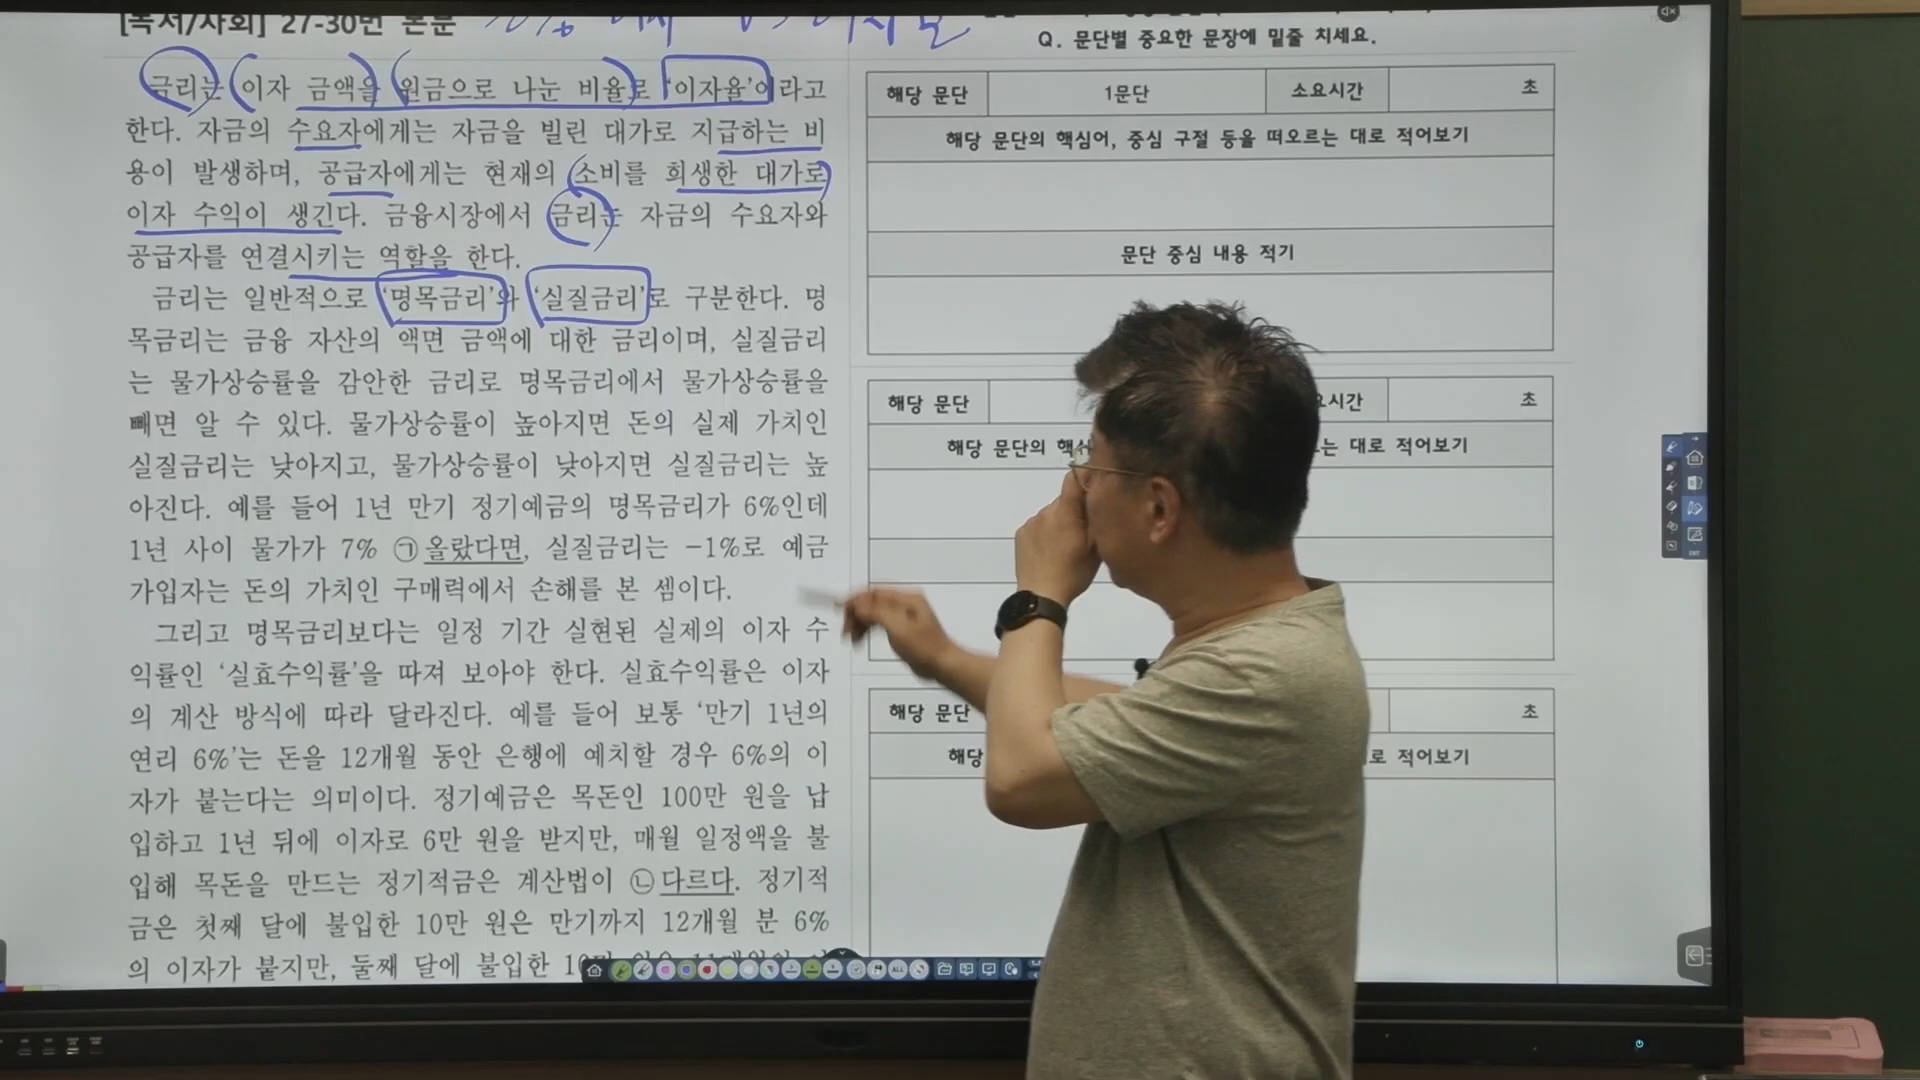 [독서/사회] 27-30번 본문
Q. 문단별 중요한 문장에 밑줄 치세요.
금리는 이자 금액을 원금으로 나눈 비율로 '이자율'이라고
한다. 자금의 수요자에게는 자금을 빌린 대가로 지급하는 비
용이 발생하며, 공급자에게는 현재의 소비를 희생한 대가로
이자 수익이 생긴다. 금융시장에서 금리는 자금의 수요자와
공급자를 연결시키는 역할을 한다.
금리는 일반적으로 '명목금리'와 '실질금리'로 구분한다. 명
목금리는 금융 자산의 액면 금액에 대한 금리이며, 실질금리
는 물가상승률을 감안한 금리로 명목금리에서 물가상승률을
빼면 알 수 있다. 물가상승률이 높아지면 돈의 실제 가치인
실질금리는 낮아지고, 물가상승률이 낮아지면 실질금리는 높
아진다. 예를 들어 1년 만기 정기예금의 명목금리가 6%인데
1년 사이 물가가 7% ㉠올랐다면, 실질금리는 -1%로 예금
가입자는 돈의 가치인 구매력에서 손해를 본 셈이다.
그리고 명목금리보다는 일정 기간 실현된 실제의 이자 수
익률인 '실효수익률'을 따져 보아야 한다. 실효수익률은 이자
의 계산 방식에 따라 달라진다. 예를 들어 보통 '만기 1년의
연리 6%'는 돈을 12개월 동안 은행에 예치할 경우 6%의 이
자가 붙는다는 의미이다. 정기예금은 목돈인 100만 원을 납
입하고 1년 뒤에 이자로 6만 원을 받지만, 매월 일정액을 불
입해 목돈을 만드는 정기적금은 계산법이 ㉡다르다. 정기적
금은 첫째 달에 불입한 10만 원은 만기까지 12개월 분 6%
의 이자가 붙지만, 둘째 달에 불입한
해당 문단 1문단 소요시간 초
해당 문단의 핵심어, 중심 구절 등을 떠오르는 대로 적어보기
문단 중심 내용 적기
해당 문단 요시간 초
해당 문단의 핵 는 대로 적어보기
해당 문단 초
해당 로 적어보기